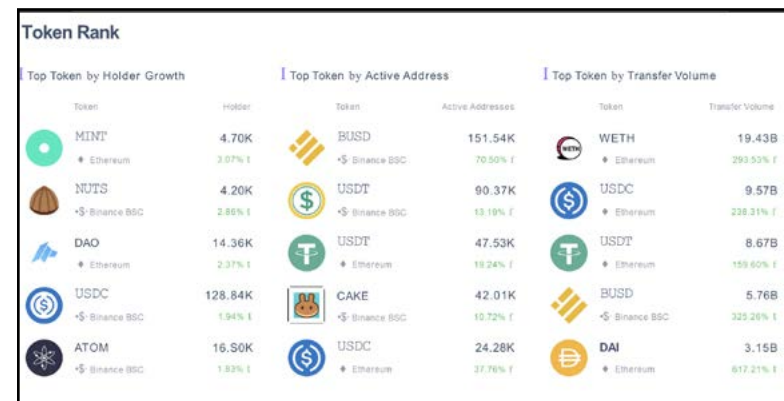 Token Rank
Top Token by Holder Growth
Token Holder
MINT 4.70K
Ethereum 3.07%
NUTS 4.20K
Binance BSC 2.86%
DAO 14.36K
Ethereum 2.37%
USDC 128.84K
Binance BSC 1.94%
ATOM 16.S0K
Binance BSC 1.83%
Top Token by Active Address
Token Active Addresses
BUSD 151.54K
Binance BSC 70.50%
USDT 90.37K
Binance BSC 13.19%
USDT 47.53K
Ethereum 19.24%
CAKE 42.01K
Binance BSC 10.72%
USDC 24.28K
Ethereum 37.76%
Top Token by Transfer Volume
Token Transfer Volume
WETH 19.43B
WETH
Ethereum 293.53%
USDC 9.57B
Ethereum 238.31%
USDT 8.67B
Ethereum 159.60%
BUSD 5.76B
Binance BSC 325.26%
DAI 3.15B
Ethereum 617.21%